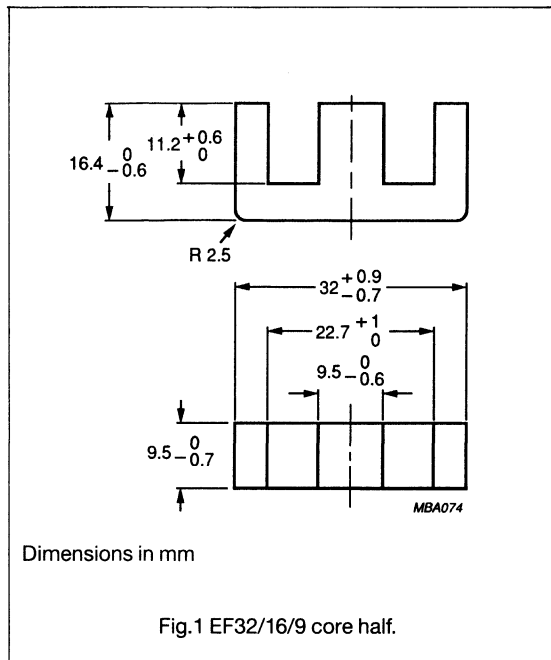 11.2 +0.6 0
16.4 0 −0.6
R 2.5
32 +0.9 −0.7
22.7 +1 0
9.5 0 −0.6
9.5 0 −0.7
MBA074
Dimensions in mm
Fig.1 EF32/16/9 core half.